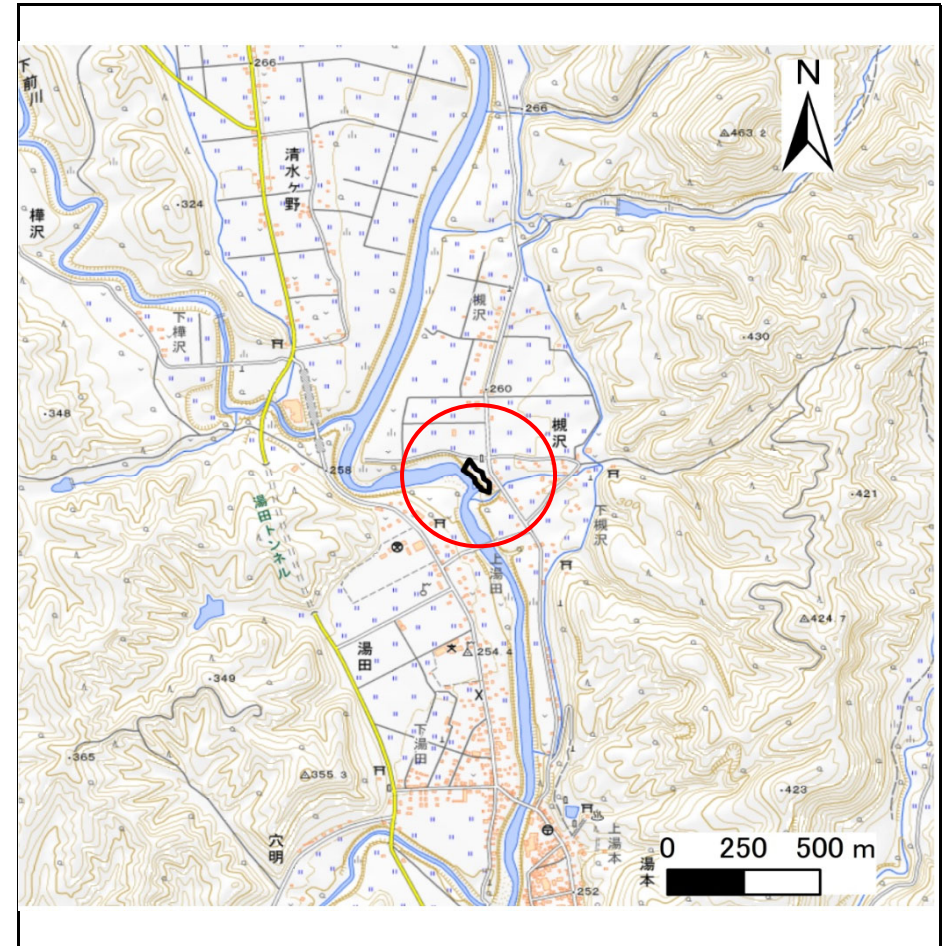 下前川
266
N
266
△463.2
清水ヶ野
・324
樺沢
槻沢
下樺沢
・430
・260
・348
槻沢
258
・421
湯田トンネル
下槻沢
上湯田
△424.7
湯田
文
△254.4
・349
X
下湯田
・365
△355.3
・423
穴明
上湯本
湯本
0 250 500 m
・252